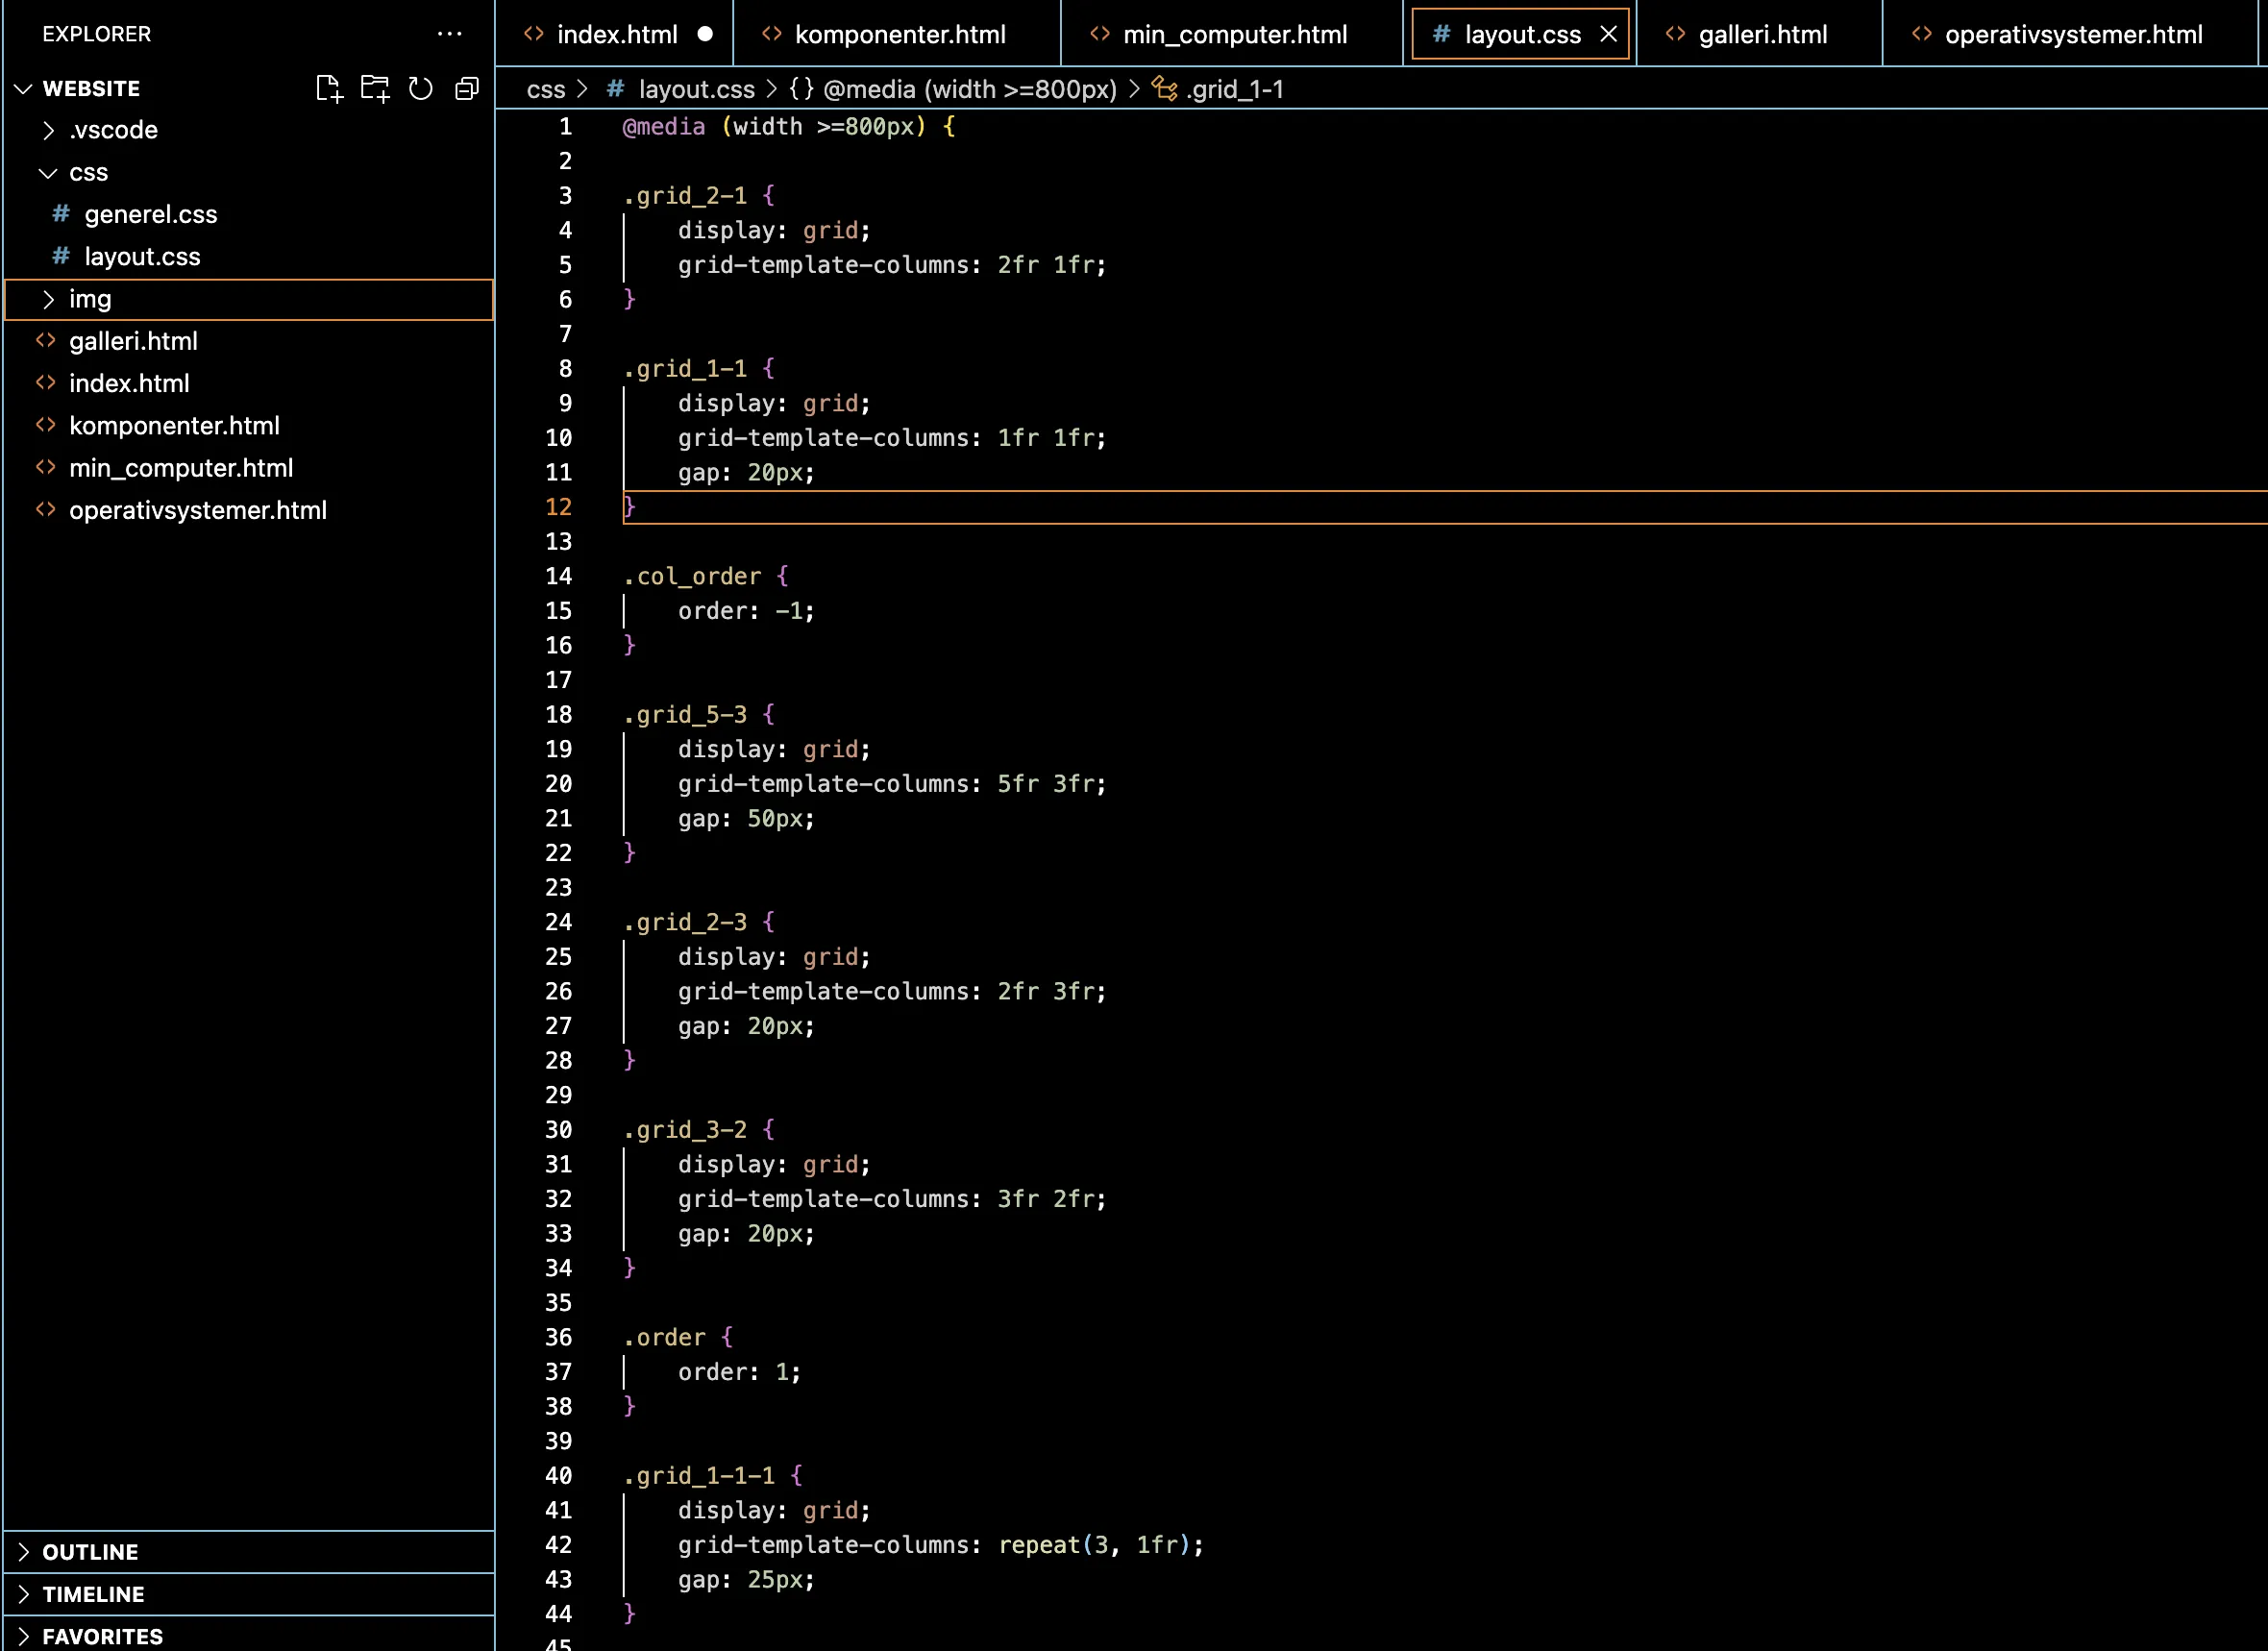 EXPLORER
WEBSITE
.vscode
css
# generel.css
# layout.css
img
galleri.html
index.html
komponenter.html
min_computer.html
operativsystemer.html
OUTLINE
TIMELINE
FAVORITES
index.html komponenter.html min_computer.html # layout.css galleri.html operativsystemer.html
css > # layout.css > {} @media (width >=800px) > .grid_1-1
1 @media (width >=800px) {
2
3 .grid_2-1 {
4 display: grid;
5 grid-template-columns: 2fr 1fr;
6 }
7
8 .grid_1-1 {
9 display: grid;
10 grid-template-columns: 1fr 1fr;
11 gap: 20px;
12 }
13
14 .col_order {
15 order: -1;
16 }
17
18 .grid_5-3 {
19 display: grid;
20 grid-template-columns: 5fr 3fr;
21 gap: 50px;
22 }
23
24 .grid_2-3 {
25 display: grid;
26 grid-template-columns: 2fr 3fr;
27 gap: 20px;
28 }
29
30 .grid_3-2 {
31 display: grid;
32 grid-template-columns: 3fr 2fr;
33 gap: 20px;
34 }
35
36 .order {
37 order: 1;
38 }
39
40 .grid_1-1-1 {
41 display: grid;
42 grid-template-columns: repeat(3, 1fr);
43 gap: 25px;
44 }
45